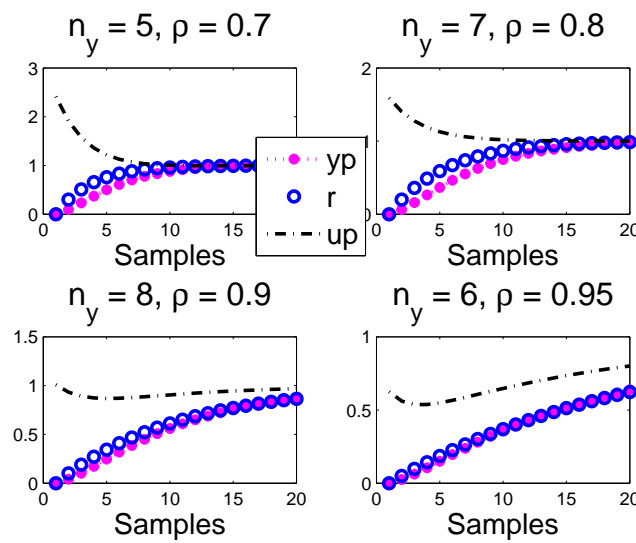 n_y = 5, ρ = 0.7
3
2
1
0
0 5 10 15 20
Samples
n_y = 7, ρ = 0.8
2
1
0
0 5 10 15 20
Samples
yp
r
up
n_y = 8, ρ = 0.9
1.5
1
0.5
0
0 5 10 15 20
Samples
n_y = 6, ρ = 0.95
1
0.5
0
0 5 10 15 20
Samples